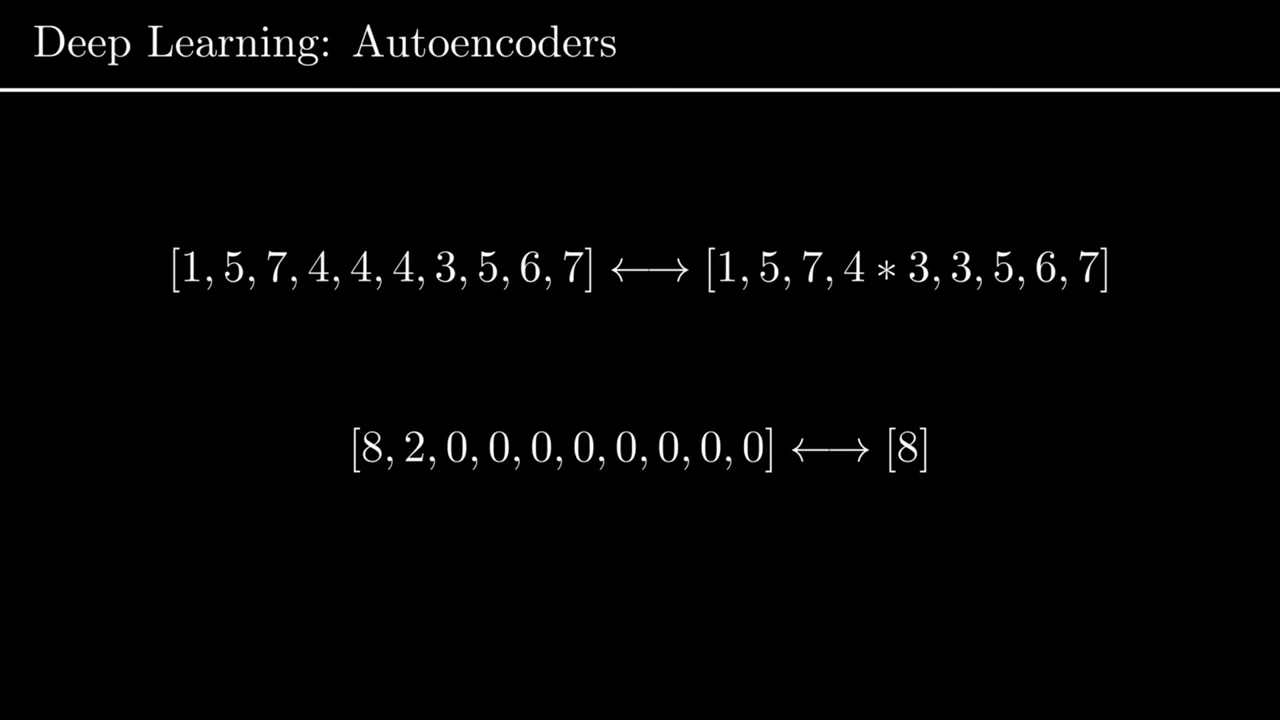 Deep Learning: Autoencoders
[1, 5, 7, 4, 4, 4, 3, 5, 6, 7] ⟷ [1, 5, 7, 4 * 3, 3, 5, 6, 7]
[8, 2, 0, 0, 0, 0, 0, 0, 0, 0] ⟷ [8]